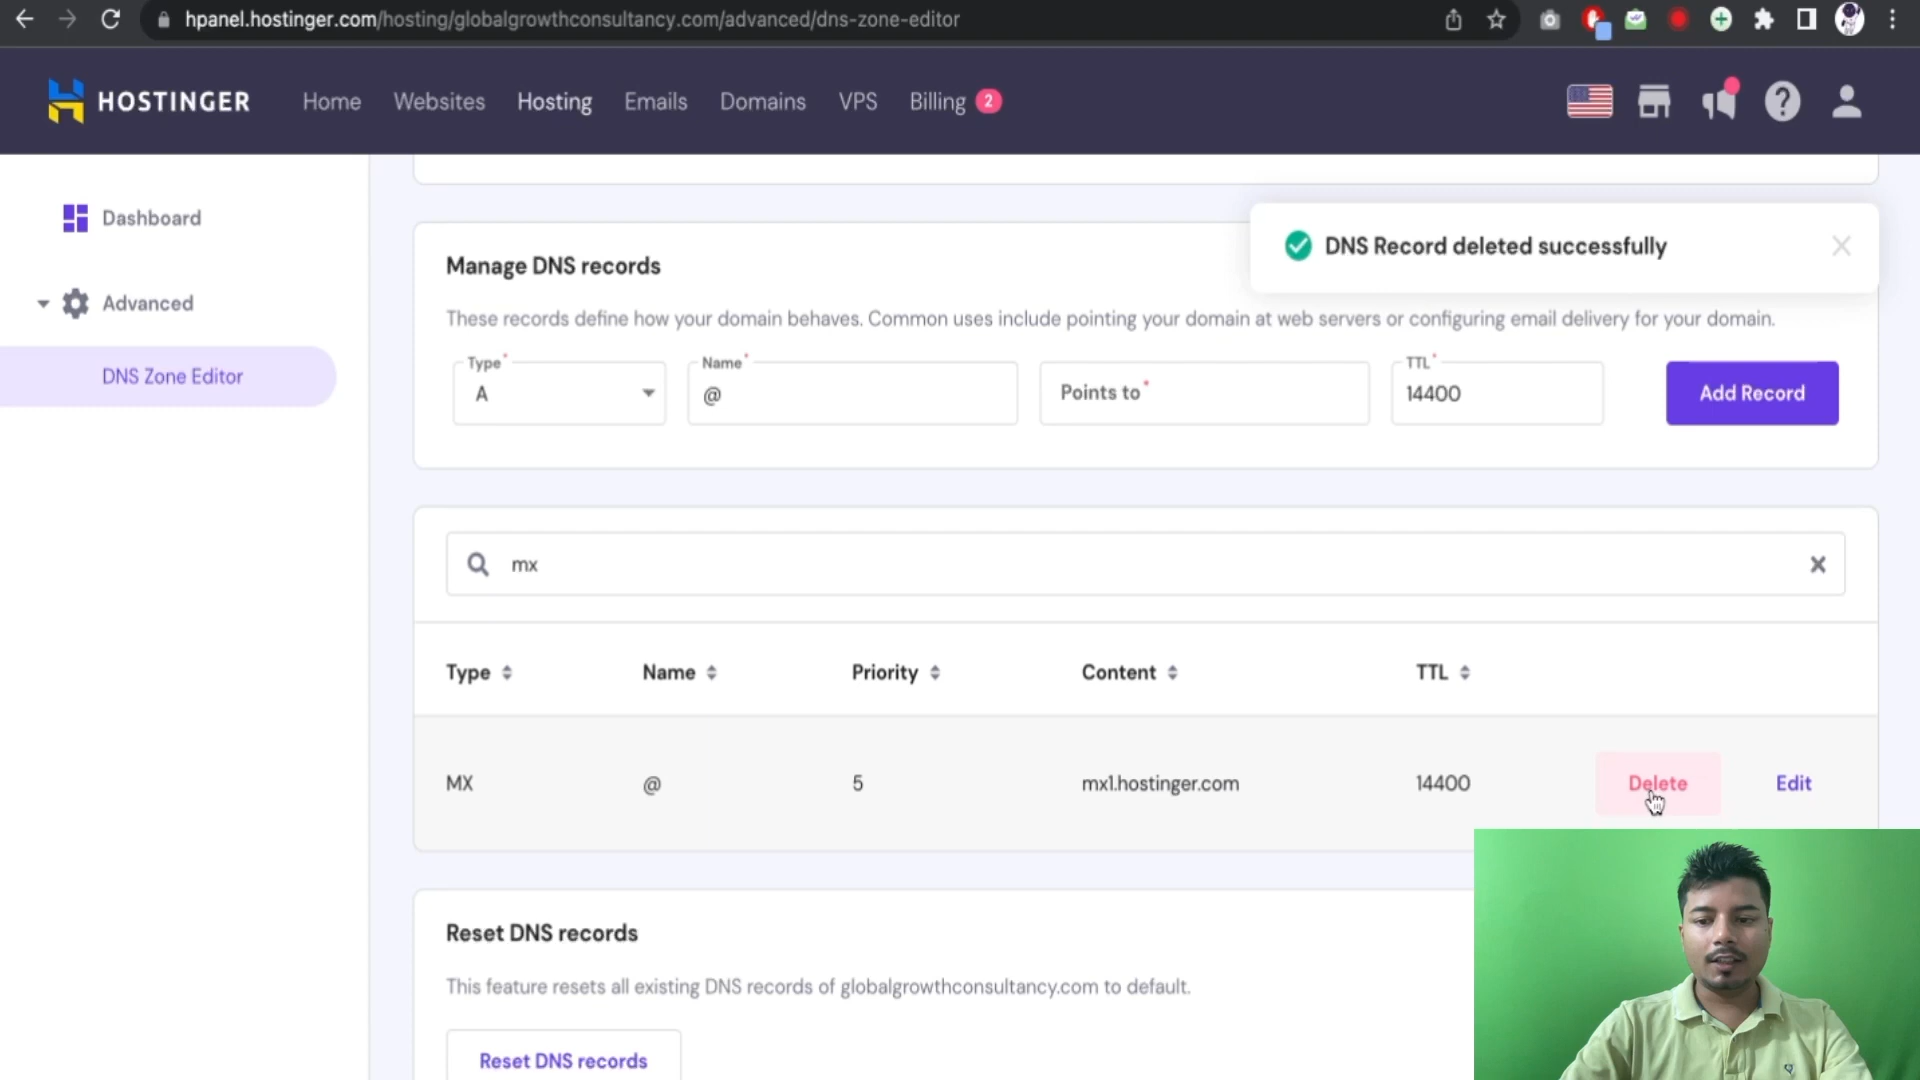 hpanel.hostinger.com/hosting/globalgrowthconsultancy.com/advanced/dns-zone-editor
HOSTINGER Home Websites Hosting Emails Domains VPS Billing 2
Dashboard
Advanced
DNS Zone Editor
DNS Record deleted successfully
Manage DNS records
These records define how your domain behaves. Common uses include pointing your domain at web servers or configuring email delivery for your domain.
Type* Name* TTL*
A @ Points to* 14400 Add Record
mx
Type Name Priority Content TTL
MX @ 5 mx1.hostinger.com 14400 Delete Edit
Reset DNS records
This feature resets all existing DNS records of globalgrowthconsultancy.com to default.
Reset DNS records